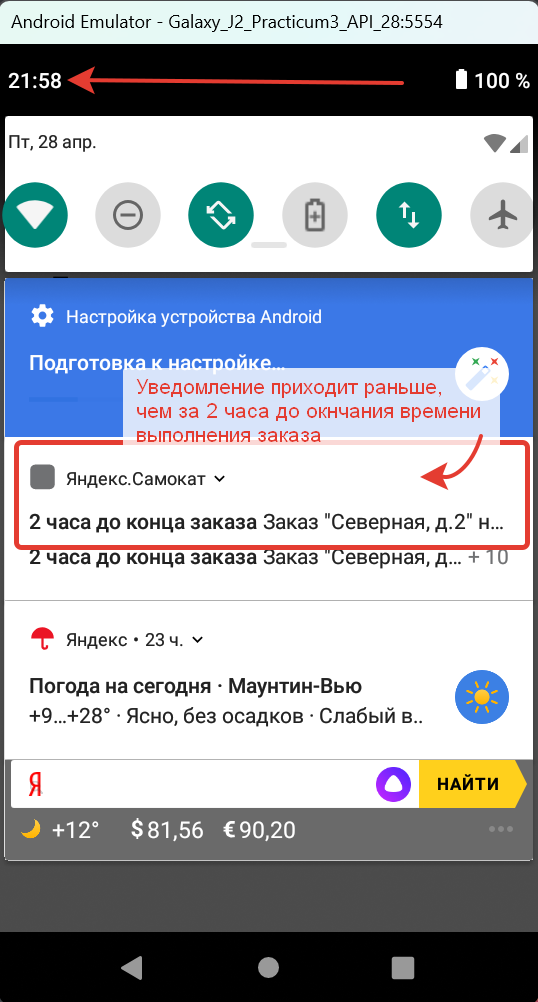 Android Emulator - Galaxy_J2_Practicum3_API_28:5554
21:58 100 %
Пт, 28 апр.
Настройка устройства Android
Подготовка к настройке...
Уведомление приходит раньше,
чем за 2 часа до окнчания времени
выполнения заказа
Яндекс.Самокат
2 часа до конца заказа Заказ "Северная, д.2" н...
2 часа до конца заказа Заказ "Северная, д... + 10
Яндекс • 23 ч.
Погода на сегодня · Маунтин-Вью
+9...+28° · Ясно, без осадков · Слабый в..
Я НАЙТИ
+12° $ 81,56 € 90,20